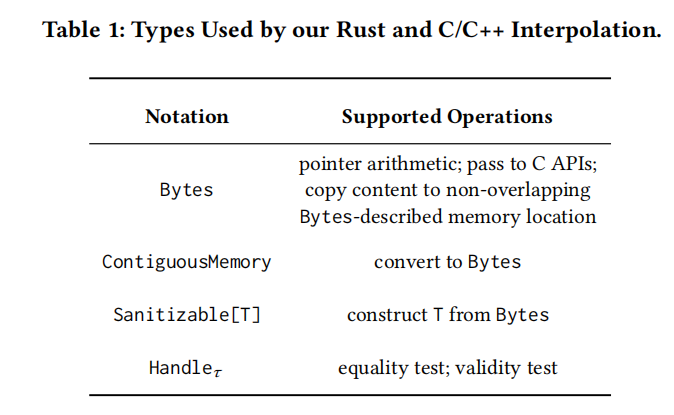 Table 1: Types Used by our Rust and C/C++ Interpolation.
Notation Supported Operations
pointer arithmetic; pass to C APIs;
Bytes copy content to non-overlapping
Bytes-described memory location
ContiguousMemory convert to Bytes
Sanitizable[T] construct T from Bytes
Handleτ equality test; validity test